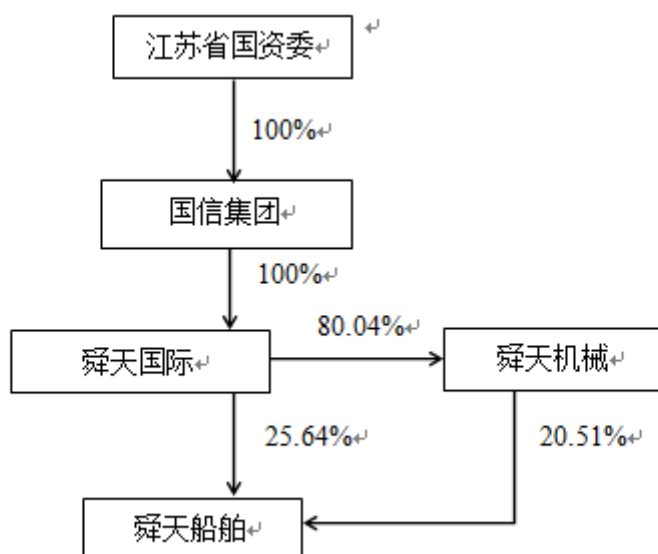 江苏省国资委
100%
国信集团
100%
80.04%
舜天国际
舜天机械
25.64%
20.51%
舜天船舶